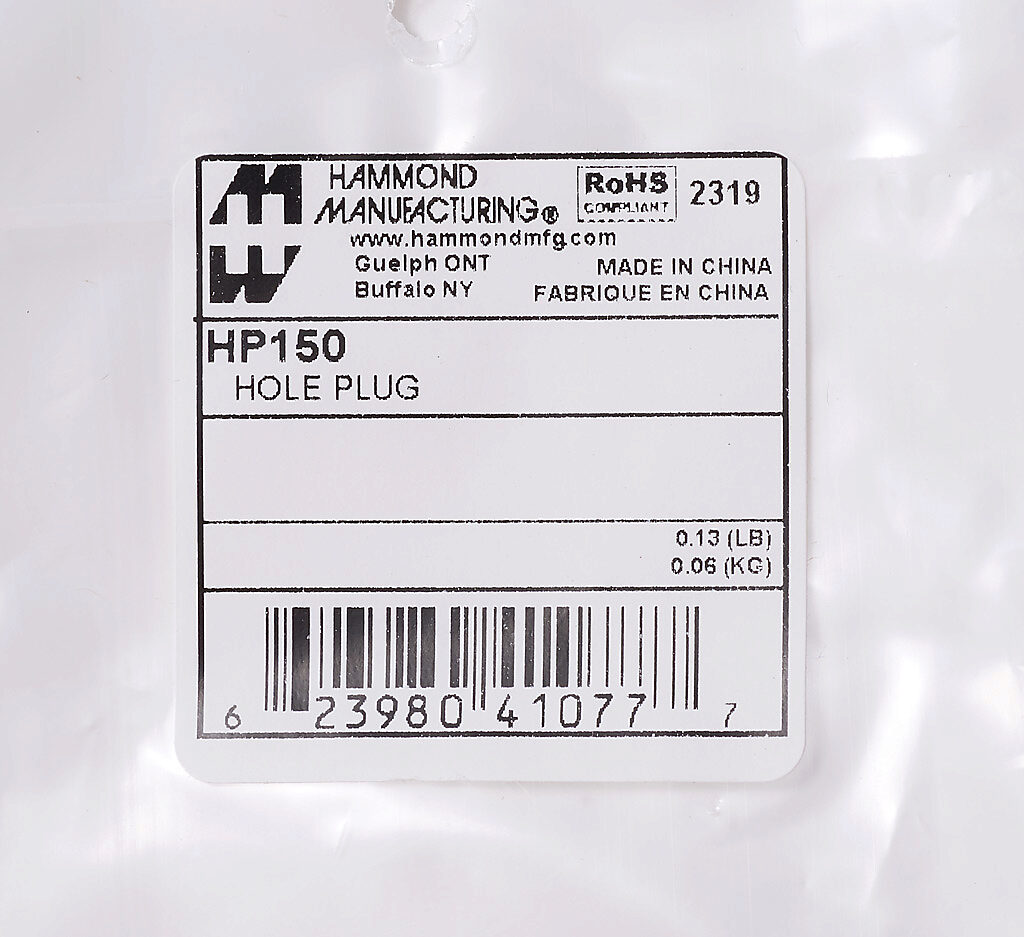 HAMMOND
MANUFACTURING®
RoHS
COMPLIANT
2319
www.hammondmfg.com
Guelph ONT
Buffalo NY
MADE IN CHINA
FABRIQUE EN CHINA
HP150
HOLE PLUG
0.13 (LB)
0.06 (KG)
6 23980 41077 7